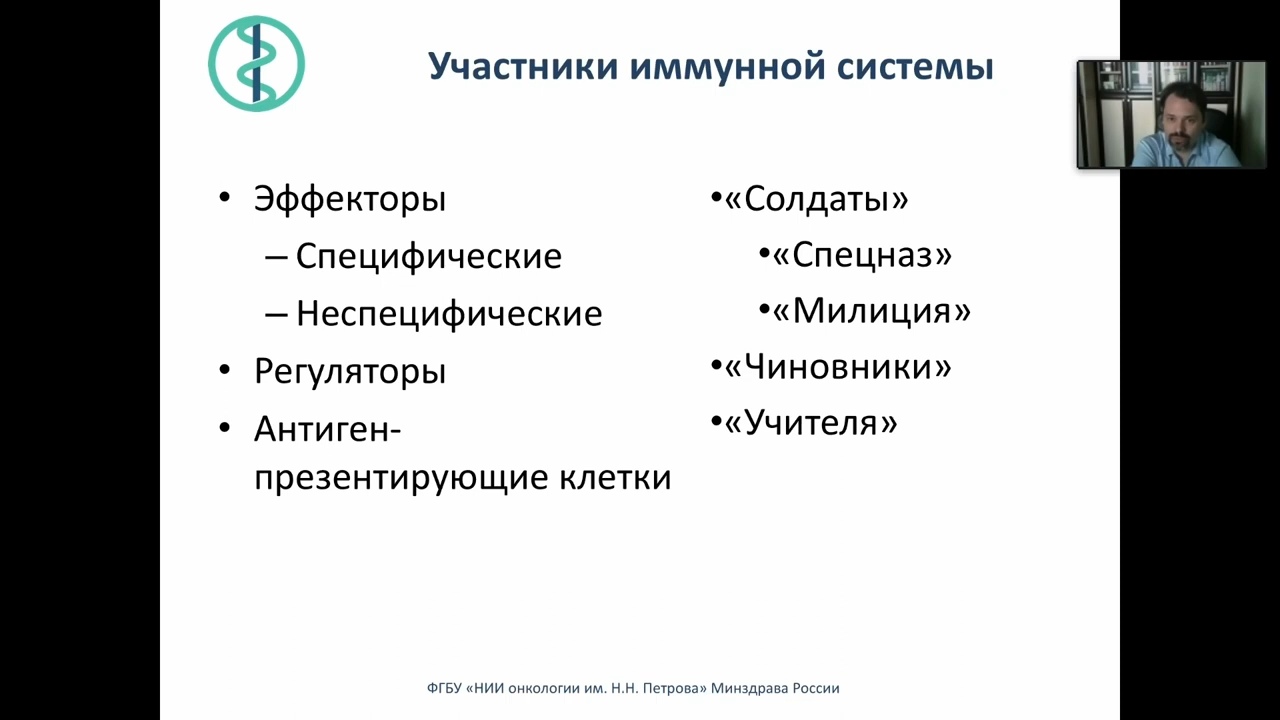 Участники иммунной системы
• Эффекторы
– Специфические
– Неспецифические
• Регуляторы
• Антиген-
презентирующие клетки
•«Солдаты»
•«Спецназ»
•«Милиция»
•«Чиновники»
•«Учителя»
ФГБУ «НИИ онкологии им. Н.Н. Петрова» Минздрава России